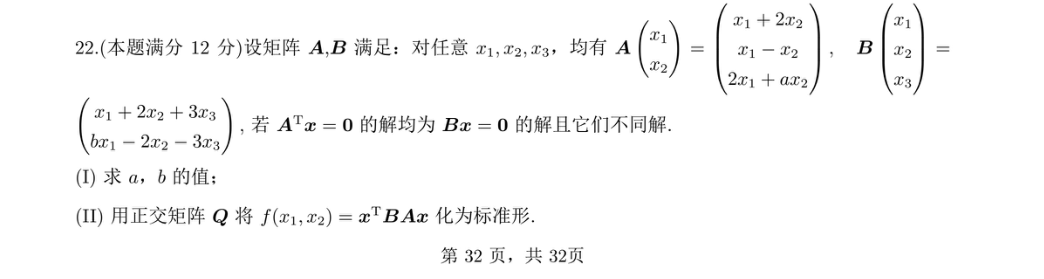 22.(本题满分 12 分)设矩阵 A,B 满足：对任意 x₁, x₂, x₃，均有 A(x₁; x₂) = (x₁ + 2x₂; x₁ − x₂; 2x₁ + ax₂)， B(x₁; x₂; x₃) =
(x₁ + 2x₂ + 3x₃; bx₁ − 2x₂ − 3x₃), 若 Aᵀx = 0 的解均为 Bx = 0 的解且它们不同解.
(I) 求 a，b 的值；
(II) 用正交矩阵 Q 将 f(x₁, x₂) = xᵀBAx 化为标准形.
第 32 页，共 32页